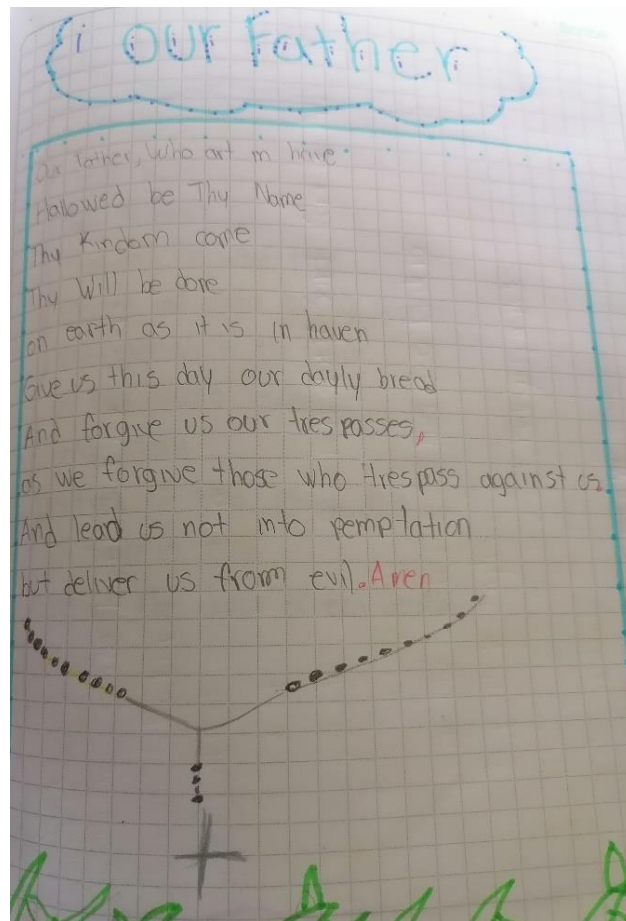 ¡ Our Father
Our father, Who art in have
Hallowed be Thy Name
Thy Kindom come
Thy Will be done
on earth as it is in haven
Give us this day our dayly bread
And forgive us our trespasses,
as we forgive those who trespass against us.
And lead us not into pemptation
but deliver us from evil. Amen